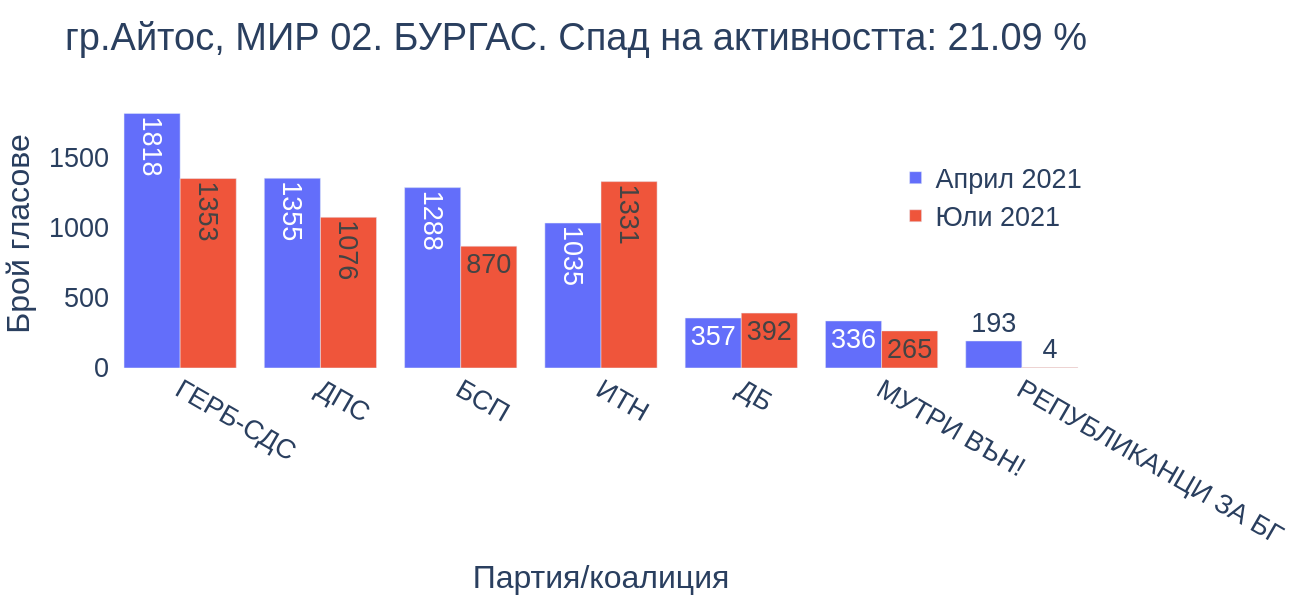 гр.Айтос, МИР 02. БУРГАС. Спад на активността: 21.09 %
Брой гласове
1500
1000
500
0
1818
1353
1355
1076
1288
870
1035
1331
357
392
336
265
193
4
Април 2021
Юли 2021
ГЕРБ-СДС
ДПС
БСП
ИТН
ДБ
МУТРИ ВЪН!
РЕПУБЛИКАНЦИ ЗА БГ
Партия/коалиция